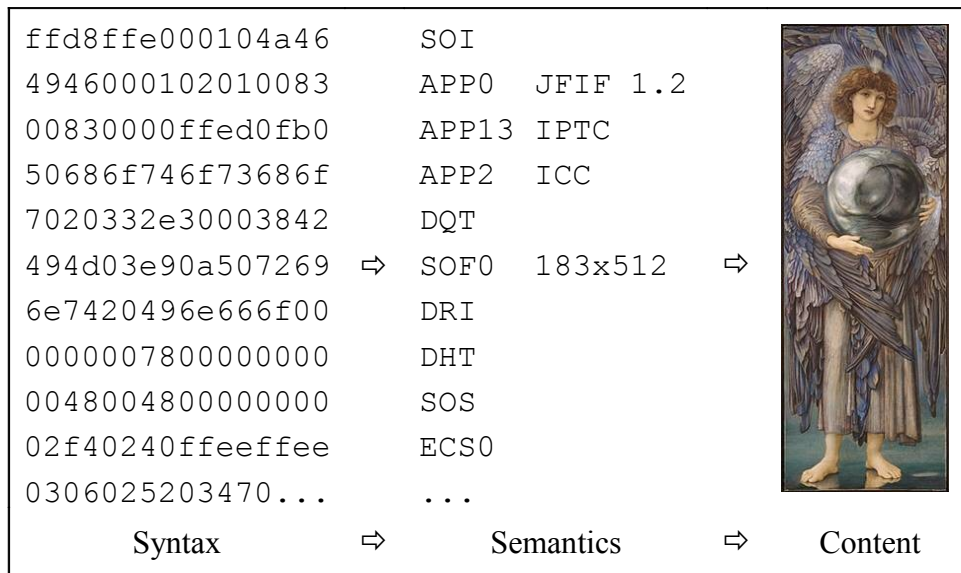 ffd8ffe000104a46 SOI
4946000102010083 APP0 JFIF 1.2
00830000ffed0fb0 APP13 IPTC
50686f746f73686f APP2 ICC
7020332e30003842 DQT
494d03e90a507269 ⇨ SOF0 183x512 ⇨
6e7420496e666f00 DRI
0000007800000000 DHT
0048004800000000 SOS
02f40240ffeeffee ECS0
0306025203470... ...
Syntax ⇨ Semantics ⇨ Content